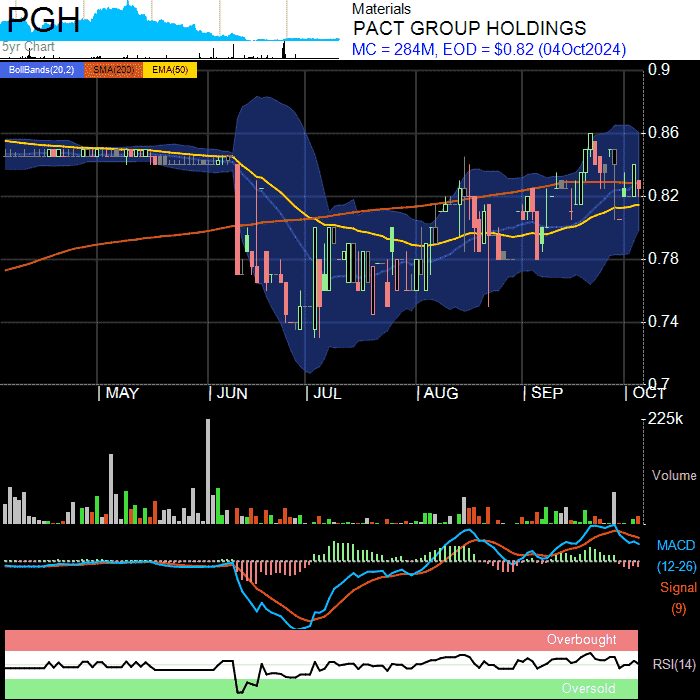 PGH
5yr Chart
Materials
PACT GROUP HOLDINGS
MC = 284M, EOD = $0.82 (04Oct2024)
BollBands(20,2) SMA(200) EMA(50)
0.9
0.86
0.82
0.78
0.74
0.7
MAY JUN JUL AUG SEP OCT
225k
Volume
MACD
(12-26)
Signal
(9)
Overbought
RSI(14)
Oversold